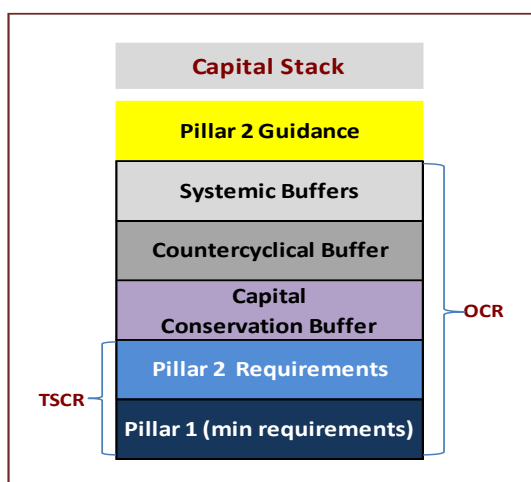 Capital Stack
Pillar 2 Guidance
Systemic Buffers
Countercyclical Buffer
Capital
Conservation Buffer
OCR
Pillar 2 Requirements
TSCR
Pillar 1 (min requirements)